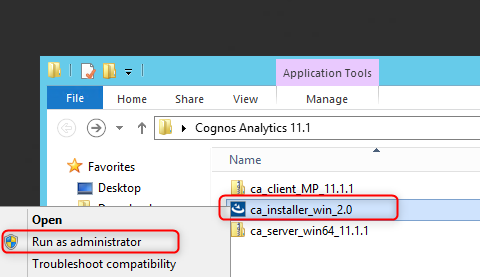 Application Tools
File Home Share View Manage
Cognos Analytics 11.1
Favorites
Desktop
Name
ca_client_MP_11.1.1
ca_installer_win_2.0
ca_server_win64_11.1.1
Open
Run as administrator
Troubleshoot compatibility